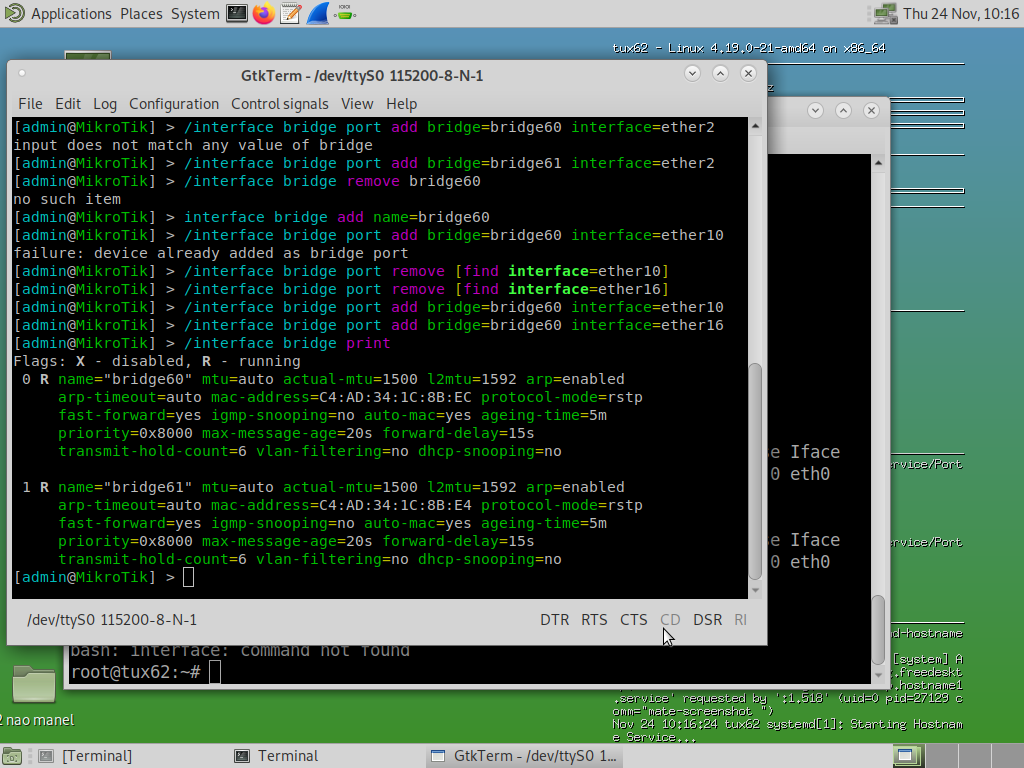 Applications Places System
Thu 24 Nov, 10:16
tux62 - Linux 4.19.0-21-amd64 on x86_64
GtkTerm - /dev/ttyS0 115200-8-N-1
File Edit Log Configuration Control signals View Help
[admin@MikroTik] > /interface bridge port add bridge=bridge60 interface=ether2
input does not match any value of bridge
[admin@MikroTik] > /interface bridge port add bridge=bridge61 interface=ether2
[admin@MikroTik] > /interface bridge remove bridge60
no such item
[admin@MikroTik] > interface bridge add name=bridge60
[admin@MikroTik] > /interface bridge port add bridge=bridge60 interface=ether10
failure: device already added as bridge port
[admin@MikroTik] > /interface bridge port remove [find interface=ether10]
[admin@MikroTik] > /interface bridge port remove [find interface=ether16]
[admin@MikroTik] > /interface bridge port add bridge=bridge60 interface=ether10
[admin@MikroTik] > /interface bridge port add bridge=bridge60 interface=ether16
[admin@MikroTik] > /interface bridge print
Flags: X - disabled, R - running
0 R name="bridge60" mtu=auto actual-mtu=1500 l2mtu=1592 arp=enabled
arp-timeout=auto mac-address=C4:AD:34:1C:8B:EC protocol-mode=rstp
fast-forward=yes igmp-snooping=no auto-mac=yes ageing-time=5m
priority=0x8000 max-message-age=20s forward-delay=15s
transmit-hold-count=6 vlan-filtering=no dhcp-snooping=no
1 R name="bridge61" mtu=auto actual-mtu=1500 l2mtu=1592 arp=enabled
arp-timeout=auto mac-address=C4:AD:34:1C:8B:E4 protocol-mode=rstp
fast-forward=yes igmp-snooping=no auto-mac=yes ageing-time=5m
priority=0x8000 max-message-age=20s forward-delay=15s
transmit-hold-count=6 vlan-filtering=no dhcp-snooping=no
[admin@MikroTik] >
/dev/ttyS0 115200-8-N-1
DTR RTS CTS CD DSR RI
e Iface
0 eth0
e Iface
0 eth0
rvice/Port
rvice/Port
bash: interface: command not found
root@tux62:~#
d-hostname
[system] A
.freedeskt
.hostname1
.service' requested by ':1.518' (uid=0 pid=27129 c
omm="mate-screenshot ")
Nov 24 10:16:24 tux62 systemd[1]: Starting Hostnam
e Service...
2 nao manel
[Terminal]
Terminal
GtkTerm - /dev/ttyS0 1...